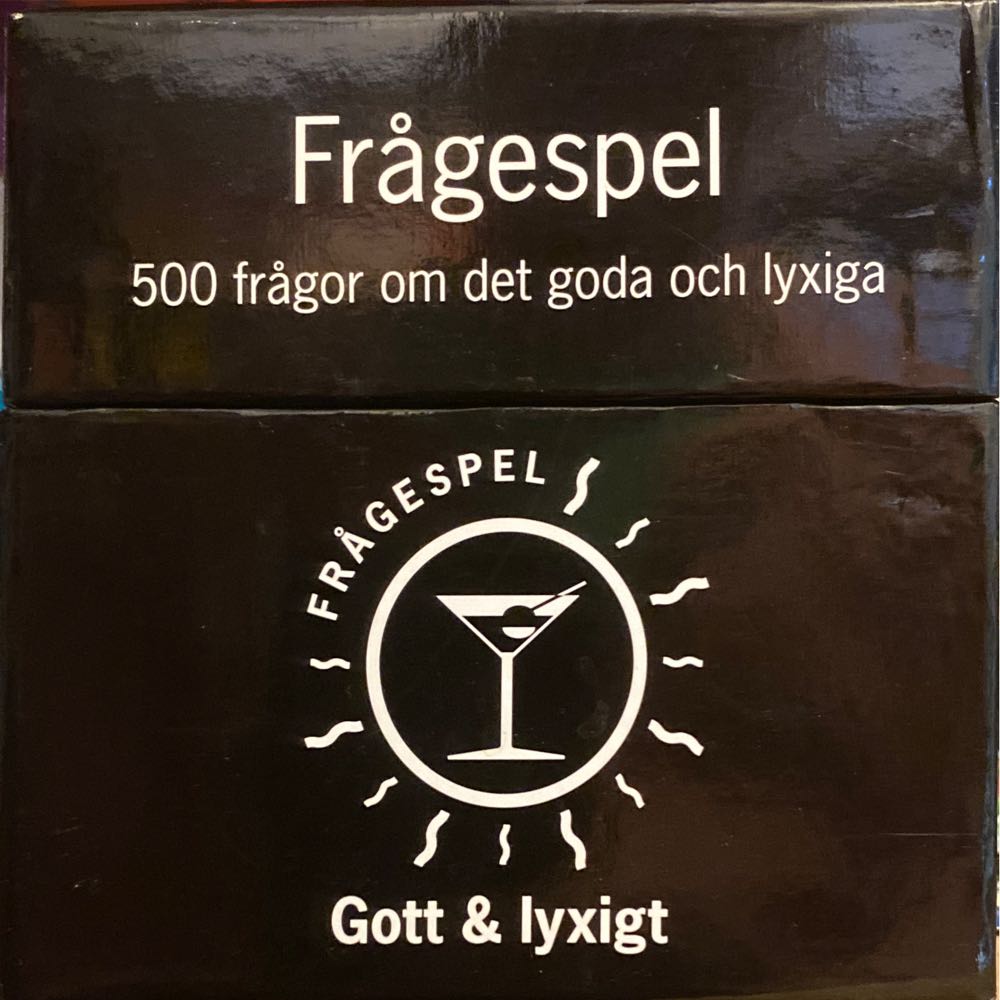 Frågespel
500 frågor om det goda och lyxiga
FRÅGESPEL
Gott & lyxigt